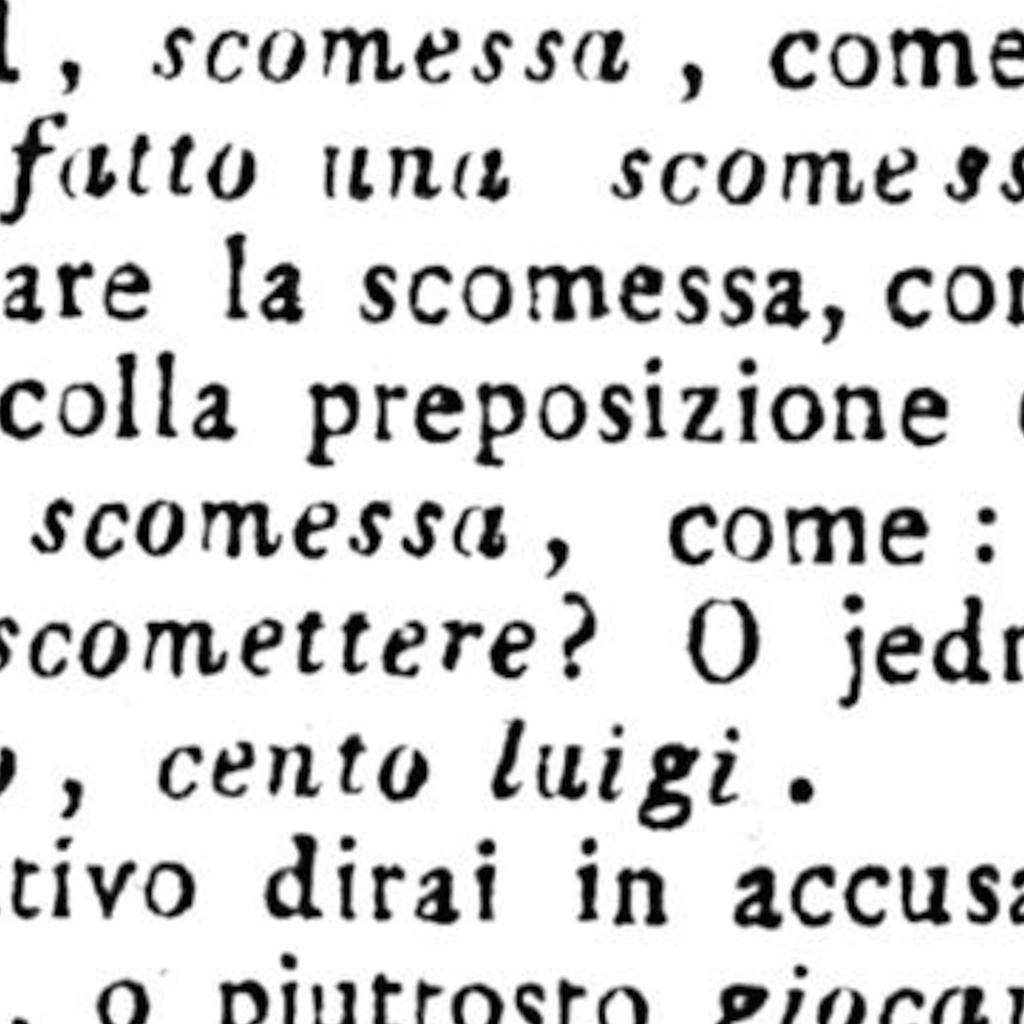 , scomessa , come
fatto una scomess
are la scomessa, con
colla preposizione
scomessa, come :
scomettere? O jedn
, cento luigi .
tivo dirai in accusa
, o piuttosto giocar